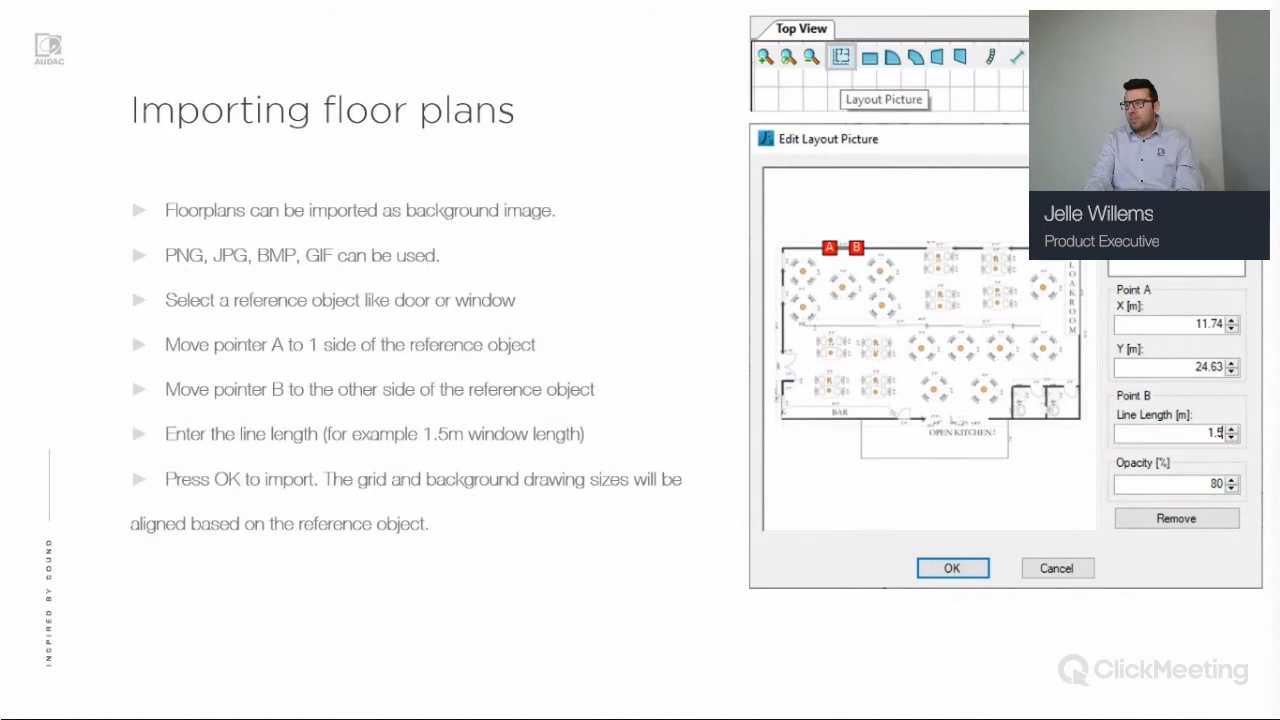 AUDAC
Importing floor plans
Floorplans can be imported as background image.
PNG, JPG, BMP, GIF can be used.
Select a reference object like door or window
Move pointer A to 1 side of the reference object
Move pointer B to the other side of the reference object
Enter the line length (for example 1.5m window length)
Press OK to import. The grid and background drawing sizes will be
aligned based on the reference object.
INSPIRED BY SOUND
Top View
Layout Picture
Edit Layout Picture
A B
LOAKROOM
BAR
OPEN KITCHEN!
Jelle Willems
Product Executive
Point A
X [m]:
11.74
Y [m]:
24.63
Point B
Line Length [m]:
1.5
Opacity [%]
80
Remove
OK
Cancel
ClickMeeting